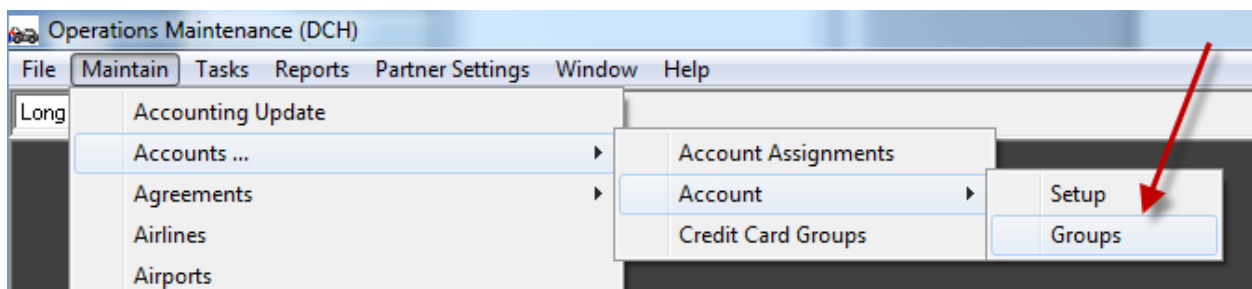 Operations Maintenance (DCH)
File Maintain Tasks Reports Partner Settings Window Help
Long
Accounting Update
Accounts ...
Agreements
Airlines
Airports
Account Assignments
Account
Credit Card Groups
Setup
Groups